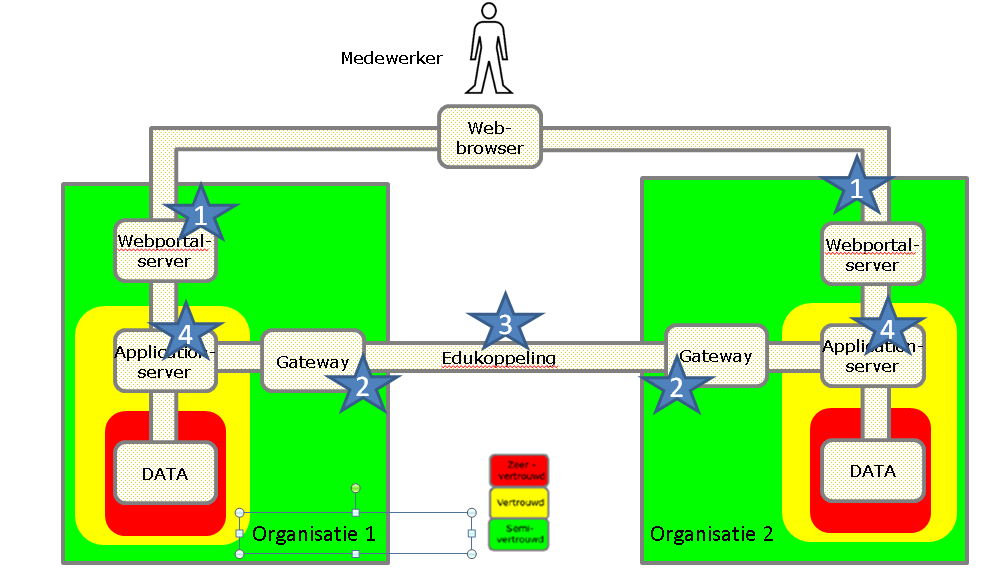 Medewerker
Web-
browser
1
1
Webportal-
server
Webportal-
server
4
3
4
Application-
server
Gateway
Edukoppeling
Gateway
Application-
server
2
2
DATA
DATA
Zeer -
vertrouwd
Vertrouwd
Semi-
vertrouwd
Organisatie 1
Organisatie 2